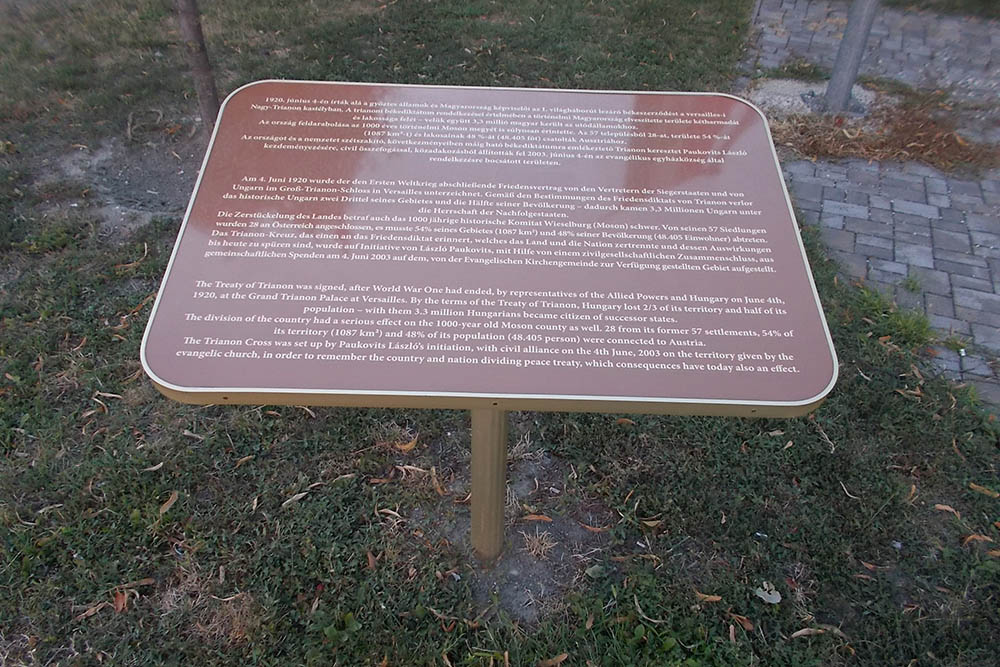 1920. június 4-én írták alá a győztes államok és Magyarország képviselői az I. világháborút lezáró békeszerződést a versailles-i
Nagy-Trianon kastélyban. A trianoni békediktátum rendelkezései értelmében a történelmi Magyarország elveszítette területe kétharmadát
és lakossága felét – velük együtt 3,3 millió magyar került az utódállamokhoz.
Az ország feldarabolása az 1000 éves történelmi Moson megyét is súlyosan érintette. Az 57 településéből 28-at, területe 54 %-át
(1087 km²-t) és lakosainak 48 %-át (48.405 fő) csatoltak Ausztriához.
Az országot és a nemzetet szétszakító, következményeiben máig ható békediktátumra emlékeztető Trianon keresztet Paukovits László
kezdeményezésére, civil összefogással, közadakozásból állították fel 2003. június 4-én az evangélikus egyházközség által
rendelkezésre bocsátott területen.
Am 4. Juni 1920 wurde der den Ersten Weltkrieg abschließende Friedensvertrag von den Vertretern der Siegerstaaten und von
Ungarn im Groß-Trianon-Schloss in Versailles unterzeichnet. Gemäß den Bestimmungen des Friedensdiktats von Trianon verlor
das historische Ungarn zwei Drittel seines Gebietes und die Hälfte seiner Bevölkerung – dadurch kamen 3,3 Millionen Ungarn unter
die Herrschaft der Nachfolgestaaten.
Die Zerstückelung des Landes betraf auch das 1000 jährige historische Komitat Wieselburg (Moson) schwer. Von seinen 57 Siedlungen
wurden 28 an Österreich angeschlossen, es musste 54% seines Gebietes (1087 km²) und 48% seiner Bevölkerung (48.405 Einwohner) abtreten.
Das Trianon-Kreuz, das einen an das Friedensdiktat erinnert, welches das Land und die Nation zertrennte und dessen Auswirkungen
bis heute zu spüren sind, wurde auf Initiative von László Paukovits, mit Hilfe von einem zivilgesellschaftlichen Zusammenschluss, aus
gemeinschaftlichen Spenden am 4. Juni 2003 auf dem, von der Evangelischen Kirchengemeinde zur Verfügung gestellten Gebiet aufgestellt.
The Treaty of Trianon was signed, after World War One had ended, by representatives of the Allied Powers and Hungary on June 4th,
1920, at the Grand Trianon Palace at Versailles. By the terms of the Treaty of Trianon, Hungary lost 2/3 of its territory and half of its
population – with them 3.3 million Hungarians became citizen of successor states.
The division of the country had a serious effect on the 1000-year old Moson county as well. 28 from its former 57 settlements, 54% of
its territory (1087 km²) and 48% of its population (48.405 person) were connected to Austria.
The Trianon Cross was set up by Paukovits László's initiation, with civil alliance on the 4th June, 2003 on the territory given by the
evangelic church, in order to remember the country and nation dividing peace treaty, which consequences have today also an effect.